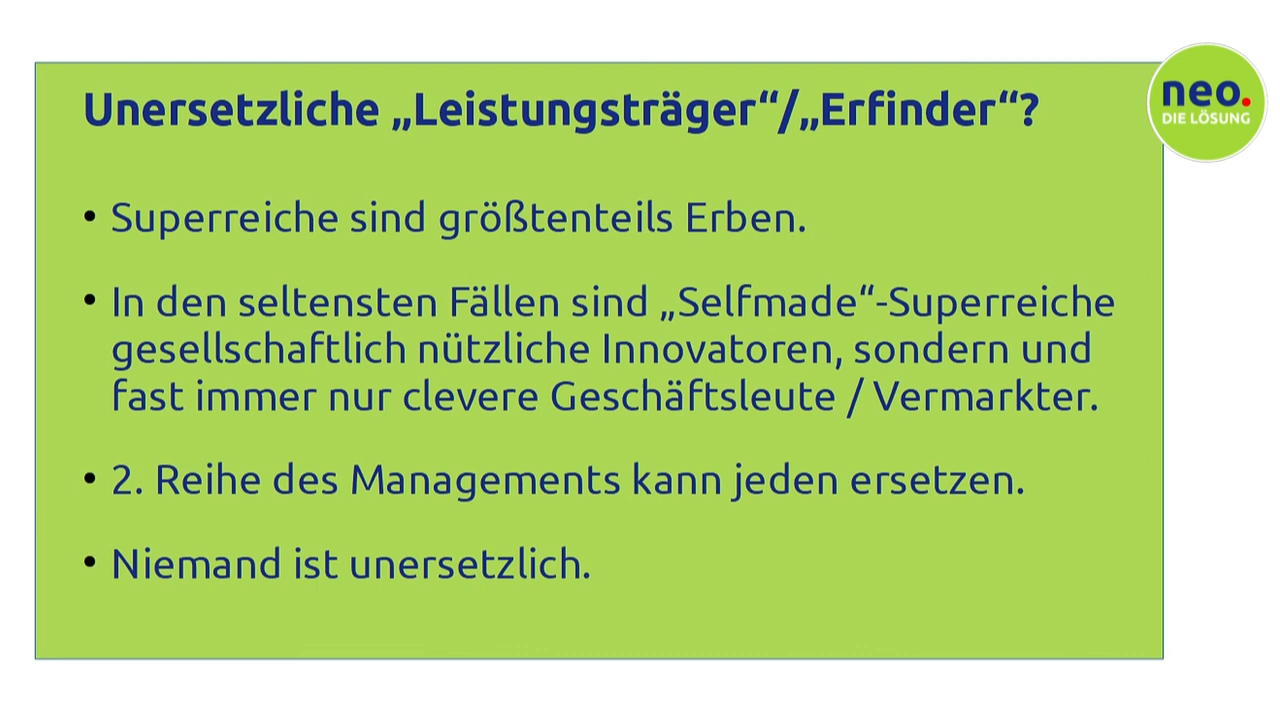 Unersetzliche „Leistungsträger“/„Erfinder“?
neo.
DIE LÖSUNG
• Superreiche sind größtenteils Erben.
• In den seltensten Fällen sind „Selfmade“-Superreiche
gesellschaftlich nützliche Innovatoren, sondern und
fast immer nur clevere Geschäftsleute / Vermarkter.
• 2. Reihe des Managements kann jeden ersetzen.
• Niemand ist unersetzlich.